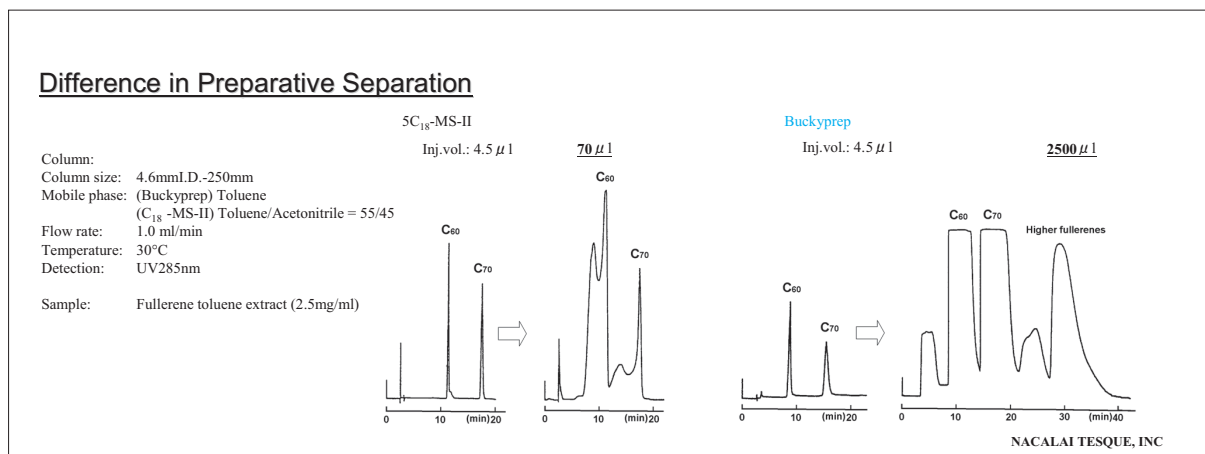 Difference in Preparative Separation
5C18-MS-II
Inj.vol.: 4.5 μ l
70 μ l
Buckyprep
Inj.vol.: 4.5 μ l
2500 μ l
Column:
Column size: 4.6mmI.D.-250mm
Mobile phase: (Buckyprep) Toluene
(C18 -MS-II) Toluene/Acetonitrile = 55/45
Flow rate: 1.0 ml/min
Temperature: 30°C
Detection: UV285nm
Sample: Fullerene toluene extract (2.5mg/ml)
C60
C70
0 10 (min) 20
C60
C70
0 10 (min) 20
C60
C70
0 10 (min) 20
C60 C70
Higher fullerenes
0 10 20 30 (min) 40
NACALAI TESQUE, INC